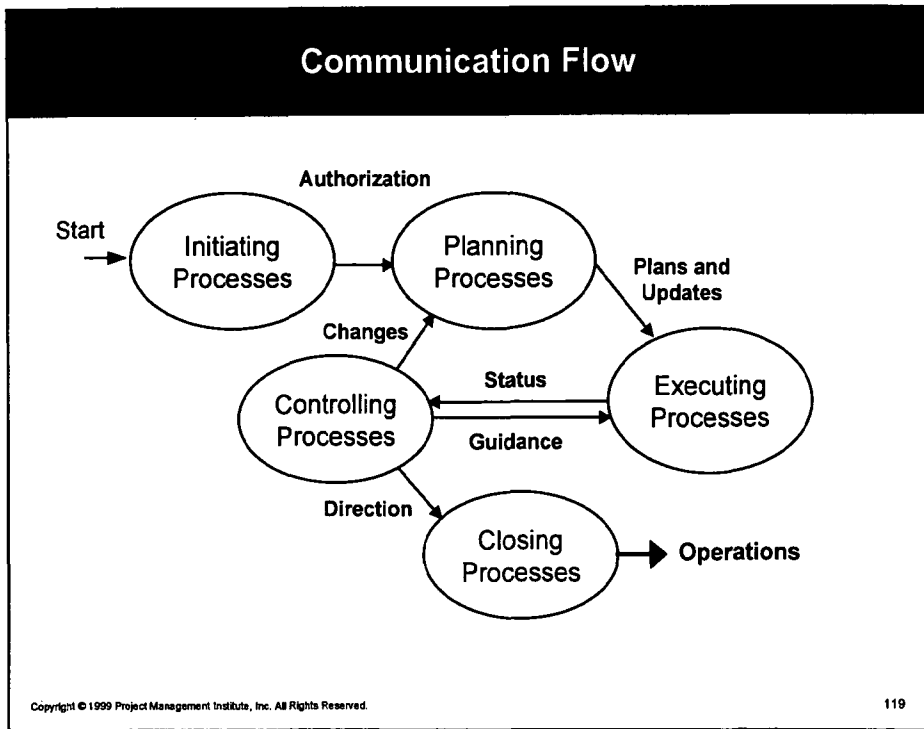 Communication Flow
Authorization
Start
Initiating
Processes
Planning
Processes
Plans and
Updates
Changes
Status
Controlling
Processes
Executing
Processes
Guidance
Direction
Closing
Processes
Operations
Copyright © 1999 Project Management Institute, Inc. All Rights Reserved.
119